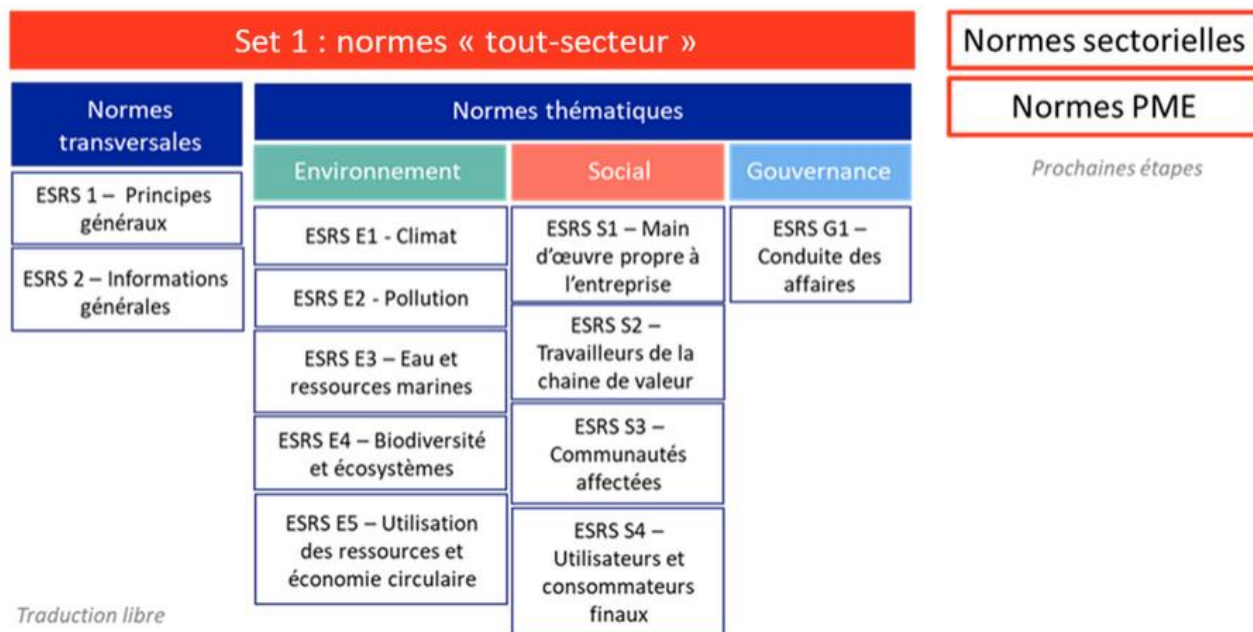 Set 1 : normes « tout-secteur »
Normes sectorielles
Normes PME
Prochaines étapes
Normes
transversales
ESRS 1 – Principes
généraux
ESRS 2 – Informations
générales
Normes thématiques
Environnement
ESRS E1 - Climat
ESRS E2 - Pollution
ESRS E3 – Eau et
ressources marines
ESRS E4 – Biodiversité
et écosystèmes
ESRS E5 – Utilisation
des ressources et
économie circulaire
Social
ESRS S1 – Main
d’œuvre propre à
l’entreprise
ESRS S2 –
Travailleurs de la
chaine de valeur
ESRS S3 –
Communautés
affectées
ESRS S4 –
Utilisateurs et
consommateurs
finaux
Gouvernance
ESRS G1 –
Conduite des
affaires
Traduction libre